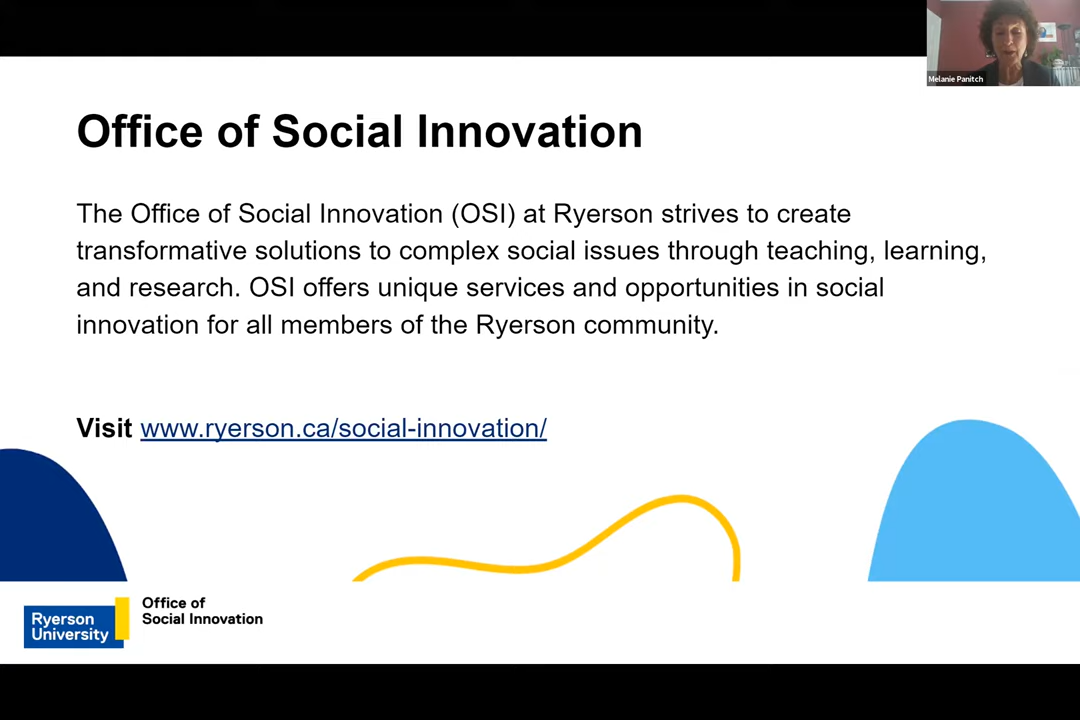 Melanie Panitch
Office of Social Innovation
The Office of Social Innovation (OSI) at Ryerson strives to create
transformative solutions to complex social issues through teaching, learning,
and research. OSI offers unique services and opportunities in social
innovation for all members of the Ryerson community.
Visit www.ryerson.ca/social-innovation/
Ryerson
University
Office of
Social Innovation